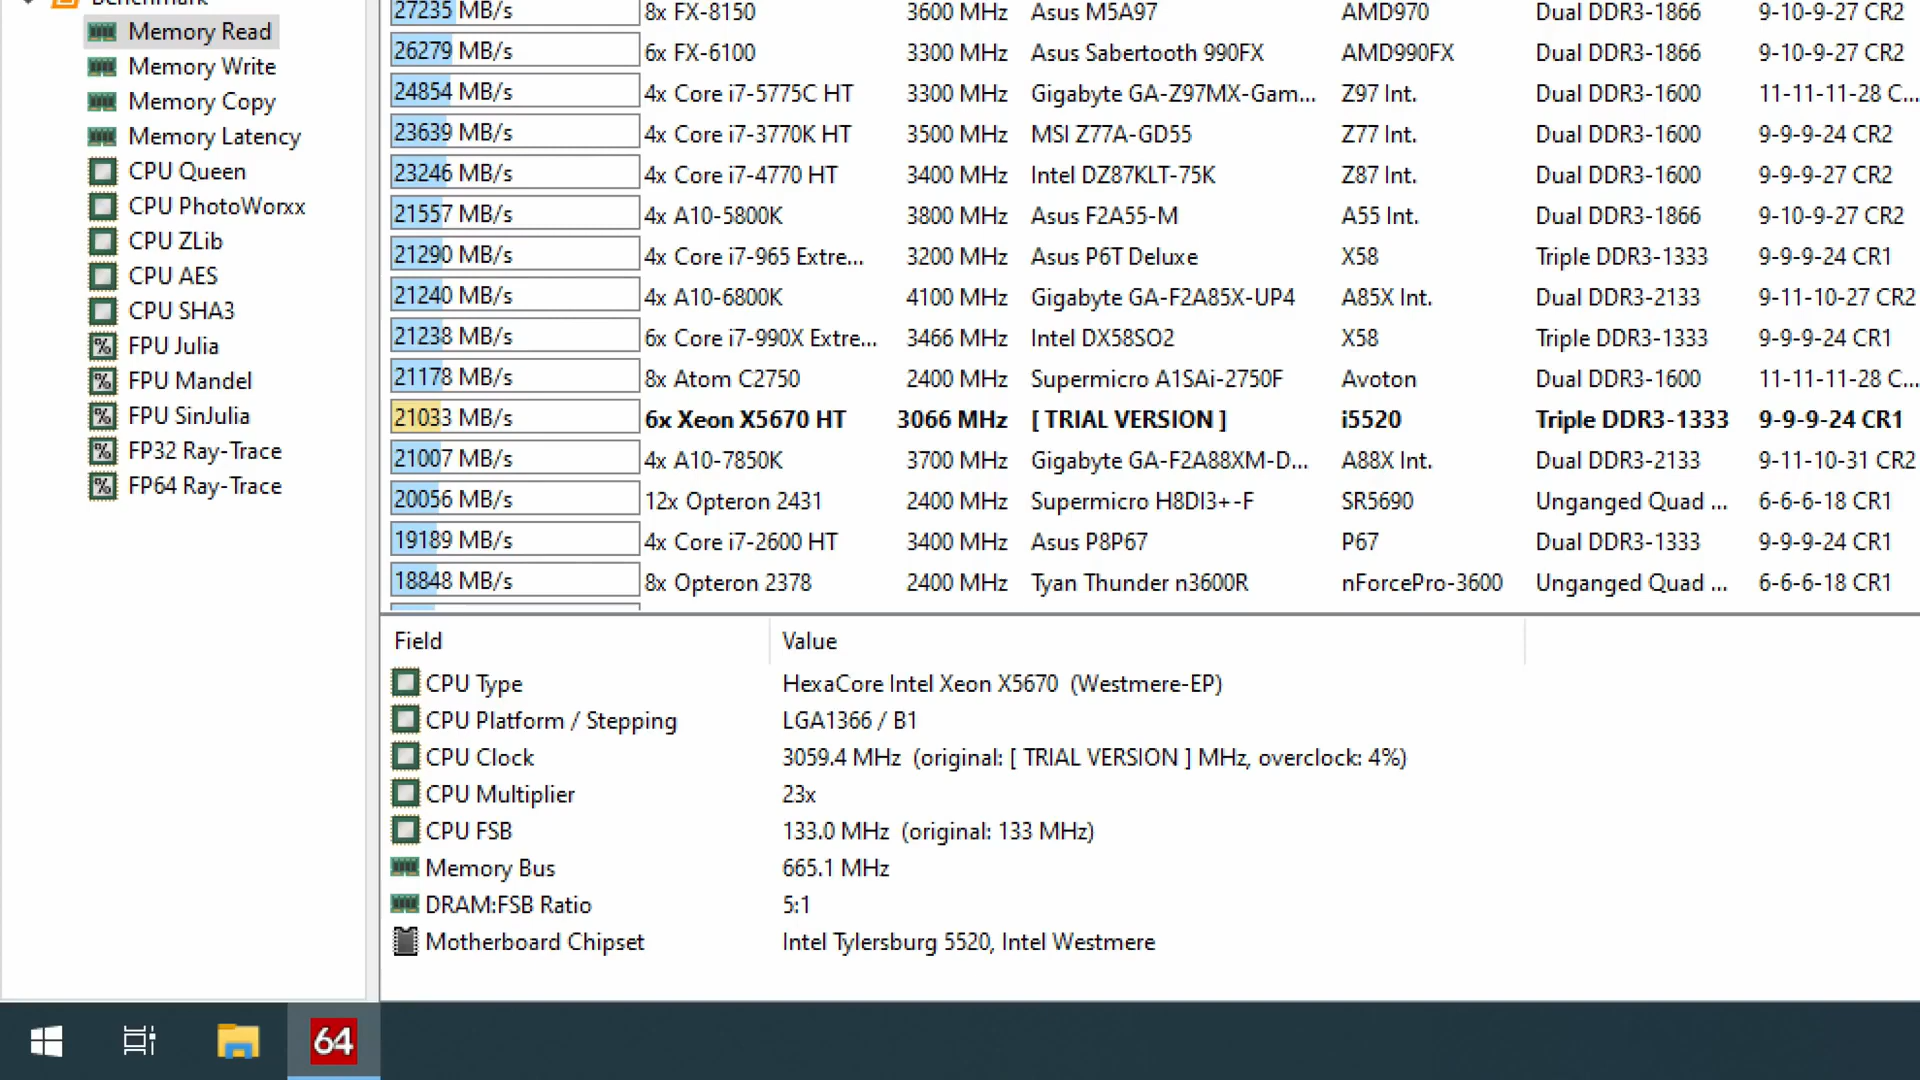 Benchmark
Memory Read
Memory Write
Memory Copy
Memory Latency
CPU Queen
CPU PhotoWorxx
CPU ZLib
CPU AES
CPU SHA3
FPU Julia
FPU Mandel
FPU SinJulia
FP32 Ray-Trace
FP64 Ray-Trace
27235 MB/s 8x FX-8150 3600 MHz Asus M5A97 AMD970 Dual DDR3-1866 9-10-9-27 CR2
26279 MB/s 6x FX-6100 3300 MHz Asus Sabertooth 990FX AMD990FX Dual DDR3-1866 9-10-9-27 CR2
24854 MB/s 4x Core i7-5775C HT 3300 MHz Gigabyte GA-Z97MX-Gam... Z97 Int. Dual DDR3-1600 11-11-11-28 C...
23639 MB/s 4x Core i7-3770K HT 3500 MHz MSI Z77A-GD55 Z77 Int. Dual DDR3-1600 9-9-9-24 CR2
23246 MB/s 4x Core i7-4770 HT 3400 MHz Intel DZ87KLT-75K Z87 Int. Dual DDR3-1600 9-9-9-27 CR2
21557 MB/s 4x A10-5800K 3800 MHz Asus F2A55-M A55 Int. Dual DDR3-1866 9-10-9-27 CR2
21290 MB/s 4x Core i7-965 Extre... 3200 MHz Asus P6T Deluxe X58 Triple DDR3-1333 9-9-9-24 CR1
21240 MB/s 4x A10-6800K 4100 MHz Gigabyte GA-F2A85X-UP4 A85X Int. Dual DDR3-2133 9-11-10-27 CR2
21238 MB/s 6x Core i7-990X Extre... 3466 MHz Intel DX58SO2 X58 Triple DDR3-1333 9-9-9-24 CR1
21178 MB/s 8x Atom C2750 2400 MHz Supermicro A1SAi-2750F Avoton Dual DDR3-1600 11-11-11-28 C...
21033 MB/s 6x Xeon X5670 HT 3066 MHz [ TRIAL VERSION ] i5520 Triple DDR3-1333 9-9-9-24 CR1
21007 MB/s 4x A10-7850K 3700 MHz Gigabyte GA-F2A88XM-D... A88X Int. Dual DDR3-2133 9-11-10-31 CR2
20056 MB/s 12x Opteron 2431 2400 MHz Supermicro H8DI3+-F SR5690 Unganged Quad ... 6-6-6-18 CR1
19189 MB/s 4x Core i7-2600 HT 3400 MHz Asus P8P67 P67 Dual DDR3-1333 9-9-9-24 CR1
18848 MB/s 8x Opteron 2378 2400 MHz Tyan Thunder n3600R nForcePro-3600 Unganged Quad ... 6-6-6-18 CR1
Field Value
CPU Type HexaCore Intel Xeon X5670 (Westmere-EP)
CPU Platform / Stepping LGA1366 / B1
CPU Clock 3059.4 MHz (original: [ TRIAL VERSION ] MHz, overclock: 4%)
CPU Multiplier 23x
CPU FSB 133.0 MHz (original: 133 MHz)
Memory Bus 665.1 MHz
DRAM:FSB Ratio 5:1
Motherboard Chipset Intel Tylersburg 5520, Intel Westmere
64